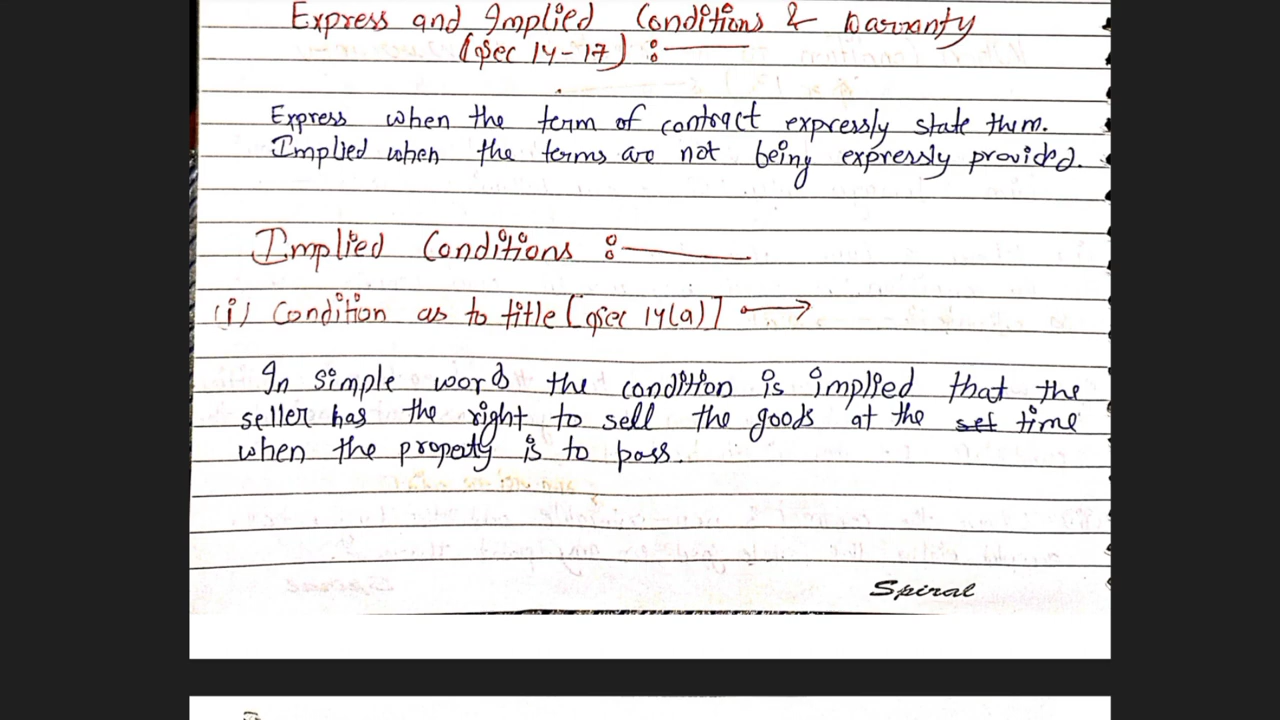 Express and Implied Conditions & Warranty
(Sec 14-17) :
Express when the term of contract expressly state them.
Implied when the terms are not being expressly provided.
Implied Conditions :
(i) Condition as to title [Sec 14(a)] →
In simple words the condition is implied that the
seller has the right to sell the goods at the set time
when the property is to pass.
Spiral